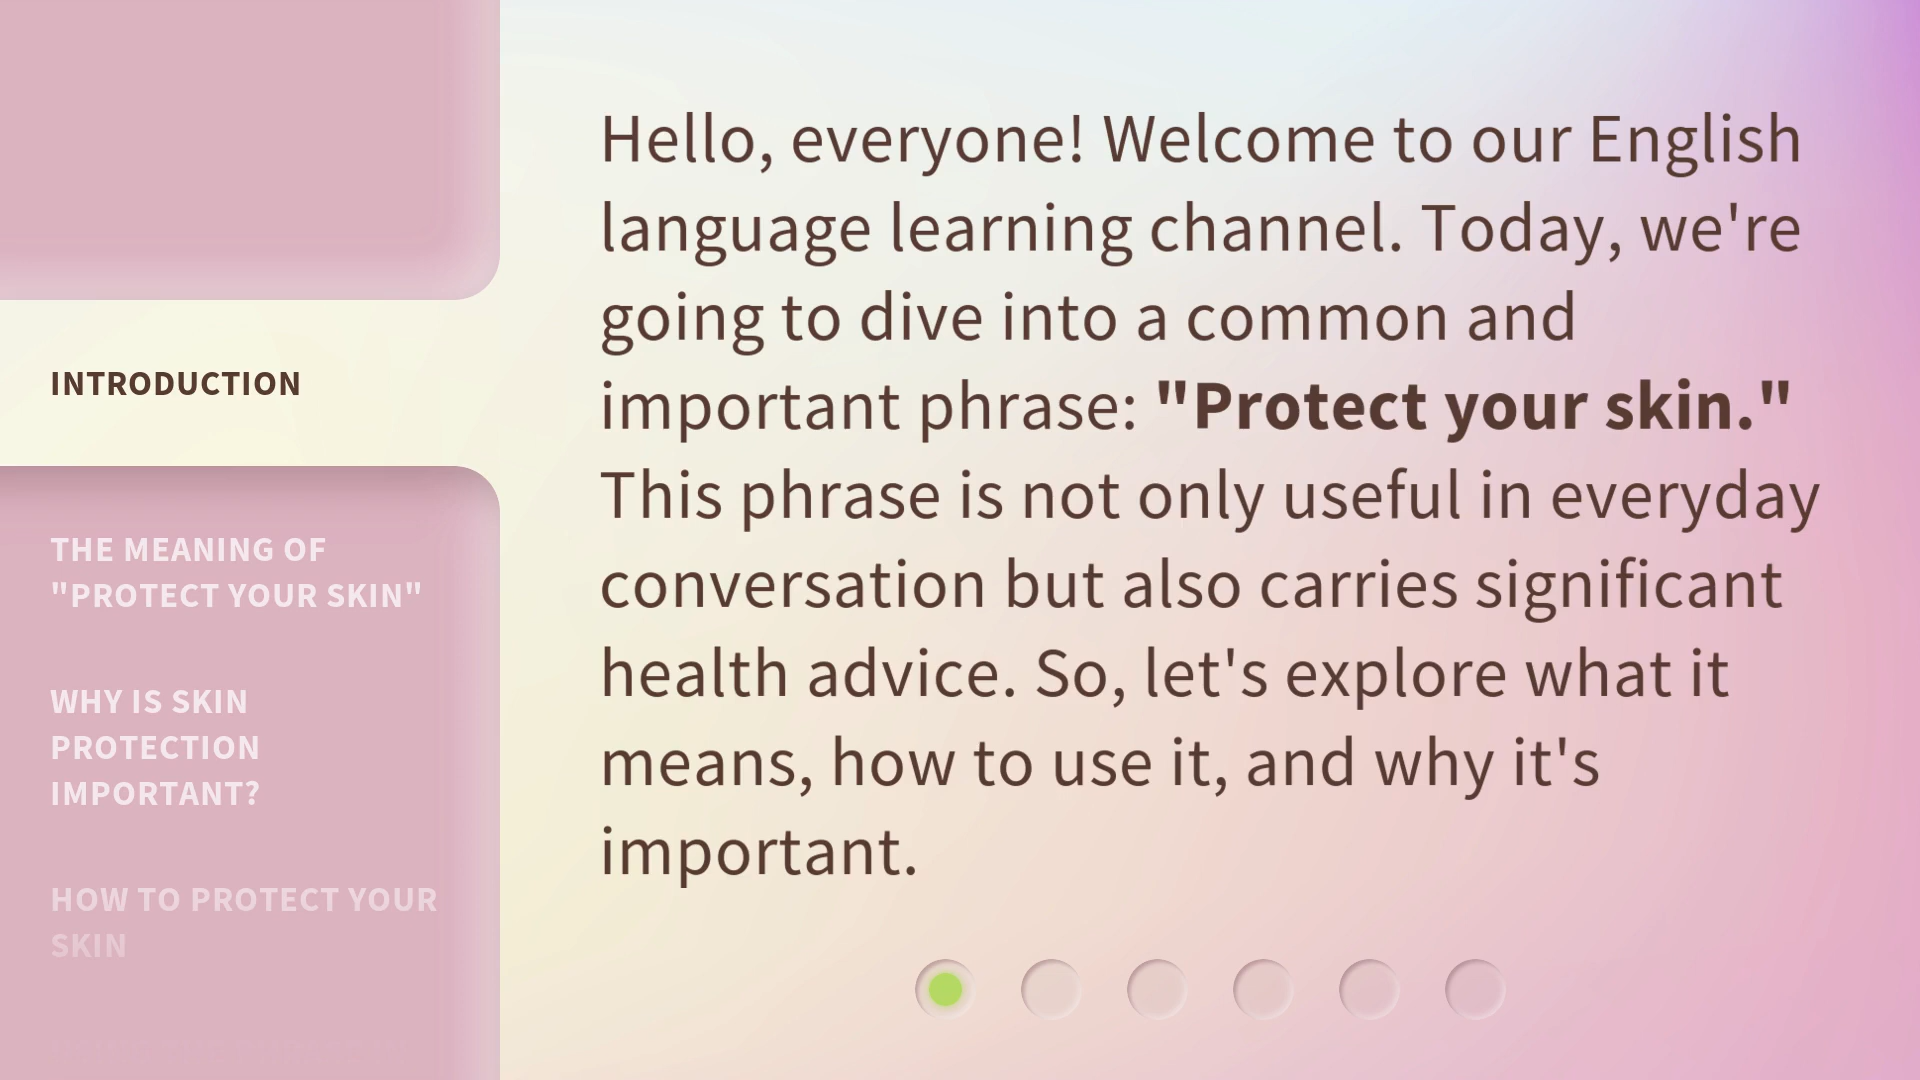 INTRODUCTION
THE MEANING OF
"PROTECT YOUR SKIN"
WHY IS SKIN
PROTECTION
IMPORTANT?
HOW TO PROTECT YOUR
SKIN
Hello, everyone! Welcome to our English
language learning channel. Today, we're
going to dive into a common and
important phrase: "Protect your skin."
This phrase is not only useful in everyday
conversation but also carries significant
health advice. So, let's explore what it
means, how to use it, and why it's
important.